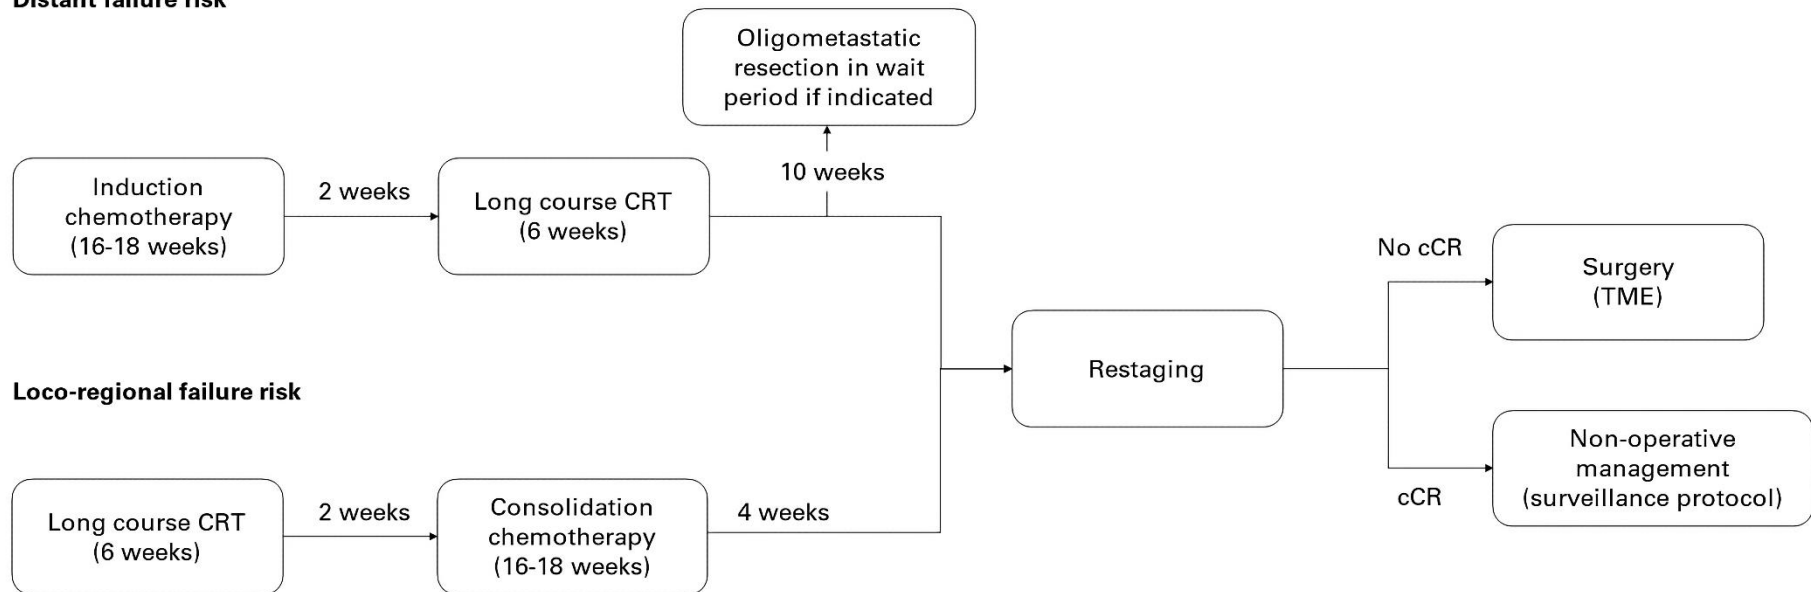 Distant failure risk
Oligometastatic
resection in wait
period if indicated
10 weeks
Induction
chemotherapy
(16-18 weeks)
2 weeks
Long course CRT
(6 weeks)
No cCR
Surgery
(TME)
Restaging
Loco-regional failure risk
Non-operative
management
(surveillance protocol)
cCR
Long course CRT
(6 weeks)
2 weeks
Consolidation
chemotherapy
(16-18 weeks)
4 weeks